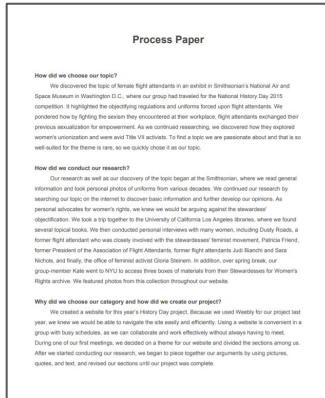 Process Paper
How did we choose our topic?
We discovered the topic of female flight attendants in an exhibit in Smithsonian's National Air and
Space Museum in Washington D.C., where our group had traveled for the National History Day 2015
competition. It highlighted the objectifying regulations and uniforms forced upon flight attendants. We
pondered how by fighting the sexism they encountered at their workplace, flight attendants exchanged their
previous sexualization for empowerment. As we continued researching, we discovered how they explored
women's unionization and were avid Title VII activists. To find a topic we are passionate about and that is so
well-suited for the theme is rare, so we quickly chose it as our topic.
How did we conduct our research?
Our research as well as our discovery of the topic began at the Smithsonian, where we read general
information and took personal photos of uniforms from various decades. We continued our research by
searching our topic on the internet to discover basic information and further develop our opinions. As
personal advocates for women's rights, we knew we would be arguing against the stewardesses'
objectification. We took a trip together to the University of California Los Angeles libraries, where we found
several topical books. We then conducted personal interviews with many women, including Dusty Roads, a
former flight attendant who was closely involved with the stewardesses' feminist movement, Patricia Friend,
former President of the Association of Flight Attendants, former flight attendants Judi Bianchi and Sara
Nichols, and finally, the office of feminist activist Gloria Steinem. In addition, over spring break, our
group-member Kate went to NYU to access three boxes of materials from their Stewardesses for Women's
Rights archive. We featured photos from this collection throughout our website.
Why did we choose our category and how did we create our project?
We created a website for this year's History Day project. Because we used Weebly for our project last
year, we knew we would be able to navigate the site easily and efficiently. Using a website is convenient in a
group with busy schedules, as we can collaborate and work effectively without always having to meet.
During one of our first meetings, we decided on a theme for our website and divided the sections among us.
After we started conducting our research, we began to piece together our arguments by using pictures,
quotes, and text, and revised our sections until our project was complete.